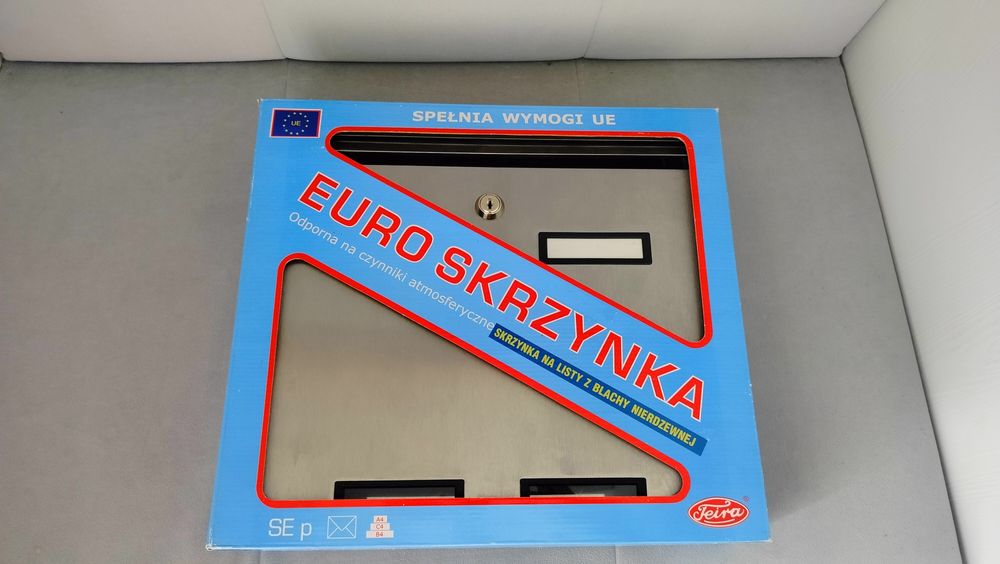 SPEŁNIA WYMOGI UE
UE
EURO SKRZYNKA
Odporna na czynniki atmosferyczne
SKRZYNKA NA LISTY Z BLACHY NIERDZEWNEJ
SE p
A4
C4
B4
Jeira ®